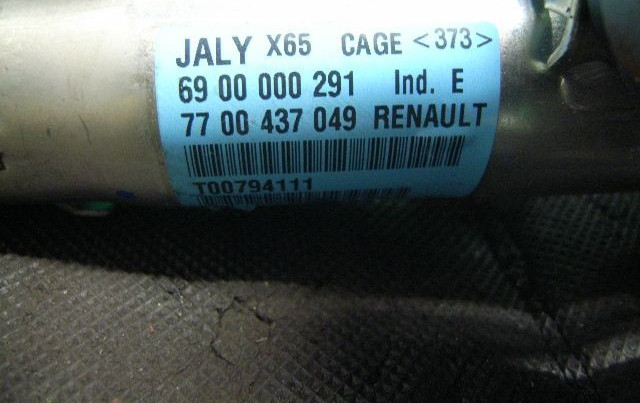 JALY X65 CAGE <373>
69 00 000 291 Ind. E
77 00 437 049 RENAULT
T00794111